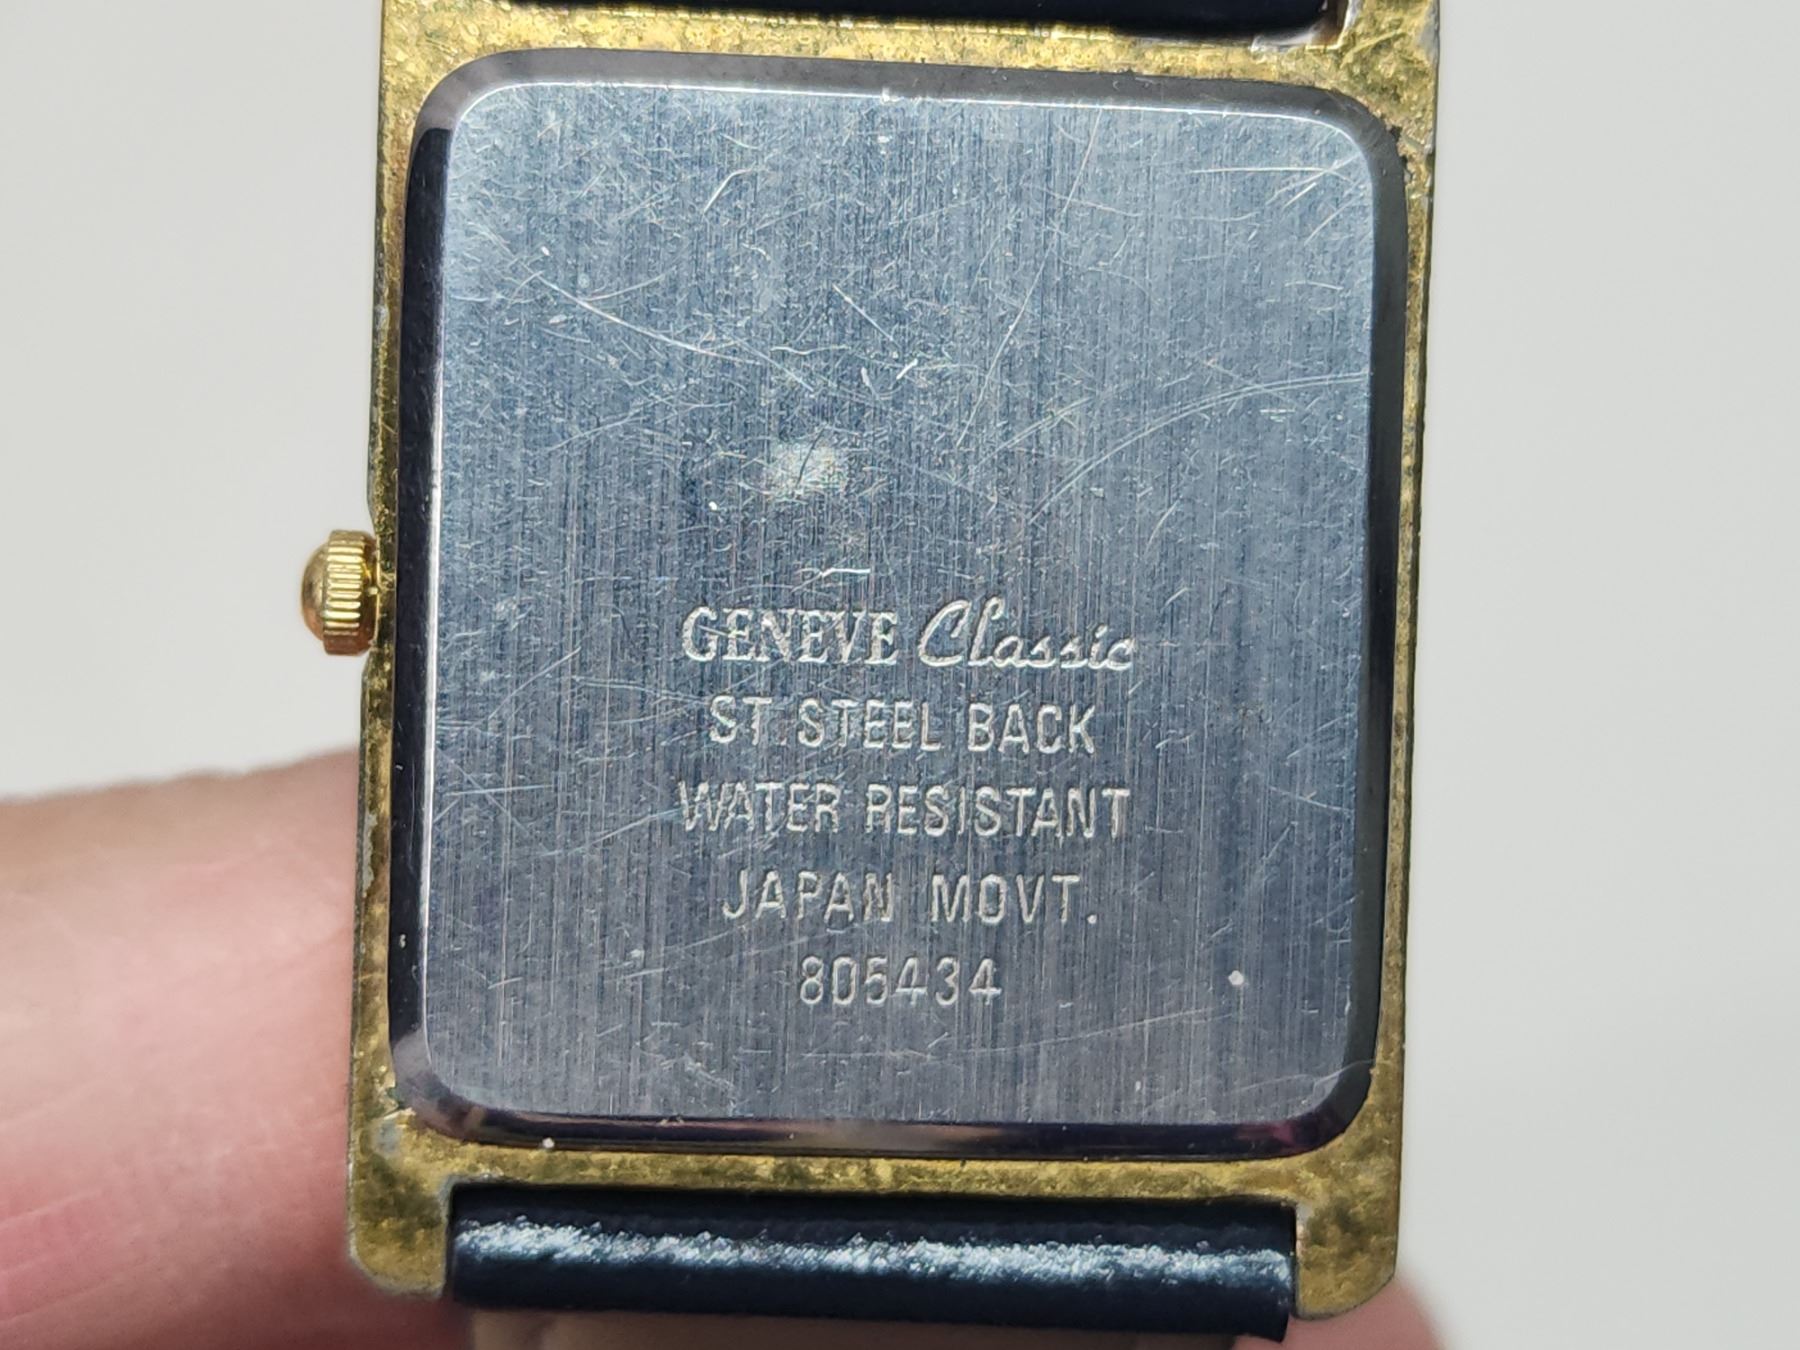 GENEVE Classic
ST. STEEL BACK
WATER RESISTANT
JAPAN MOVT.
805434